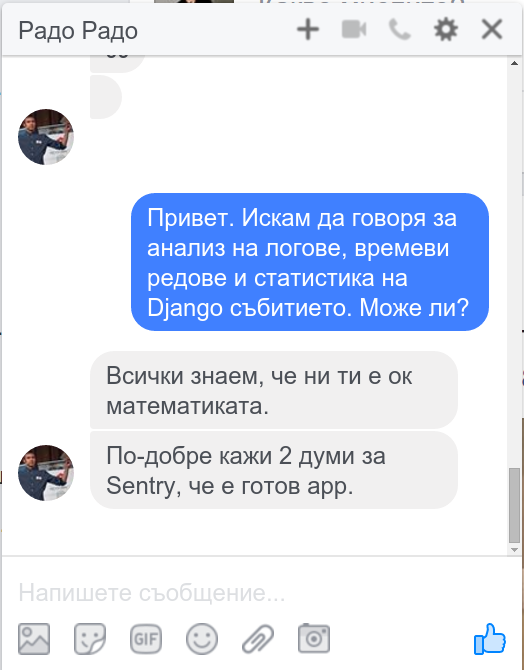 Радо Радо
Привет. Искам да говоря за
анализ на логове, времеви
редове и статистика на
Django събитието. Може ли?
Всички знаем, че ни ти е ок
математиката.
По-добре кажи 2 думи за
Sentry, че е готов app.
Напишете съобщение...
GIF